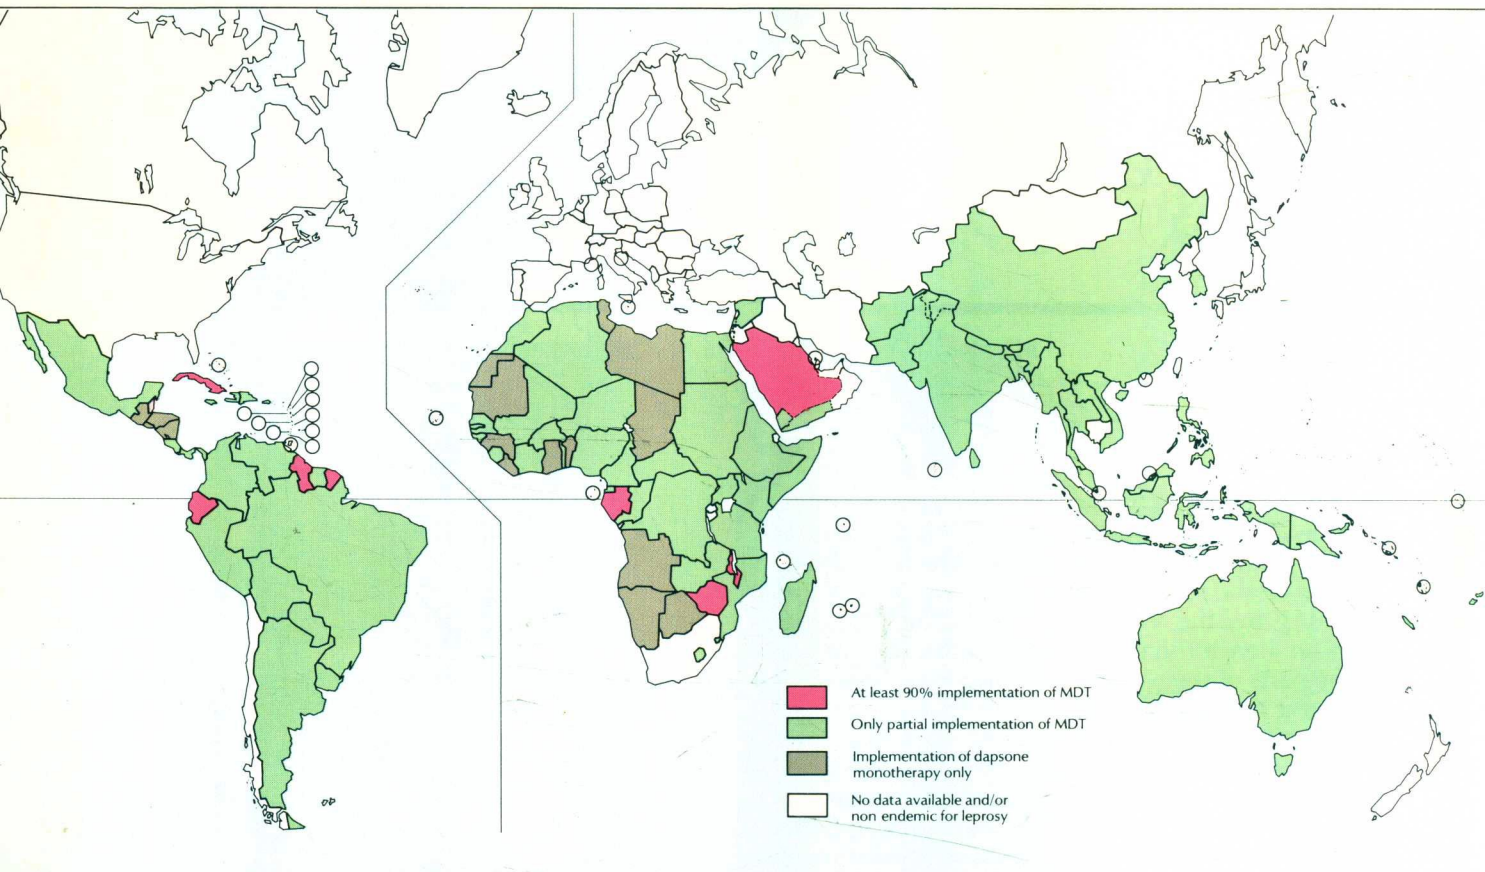 At least 90% implementation of MDT
Only partial implementation of MDT
Implementation of dapsone
monotherapy only
No data available and/or
non endemic for leprosy